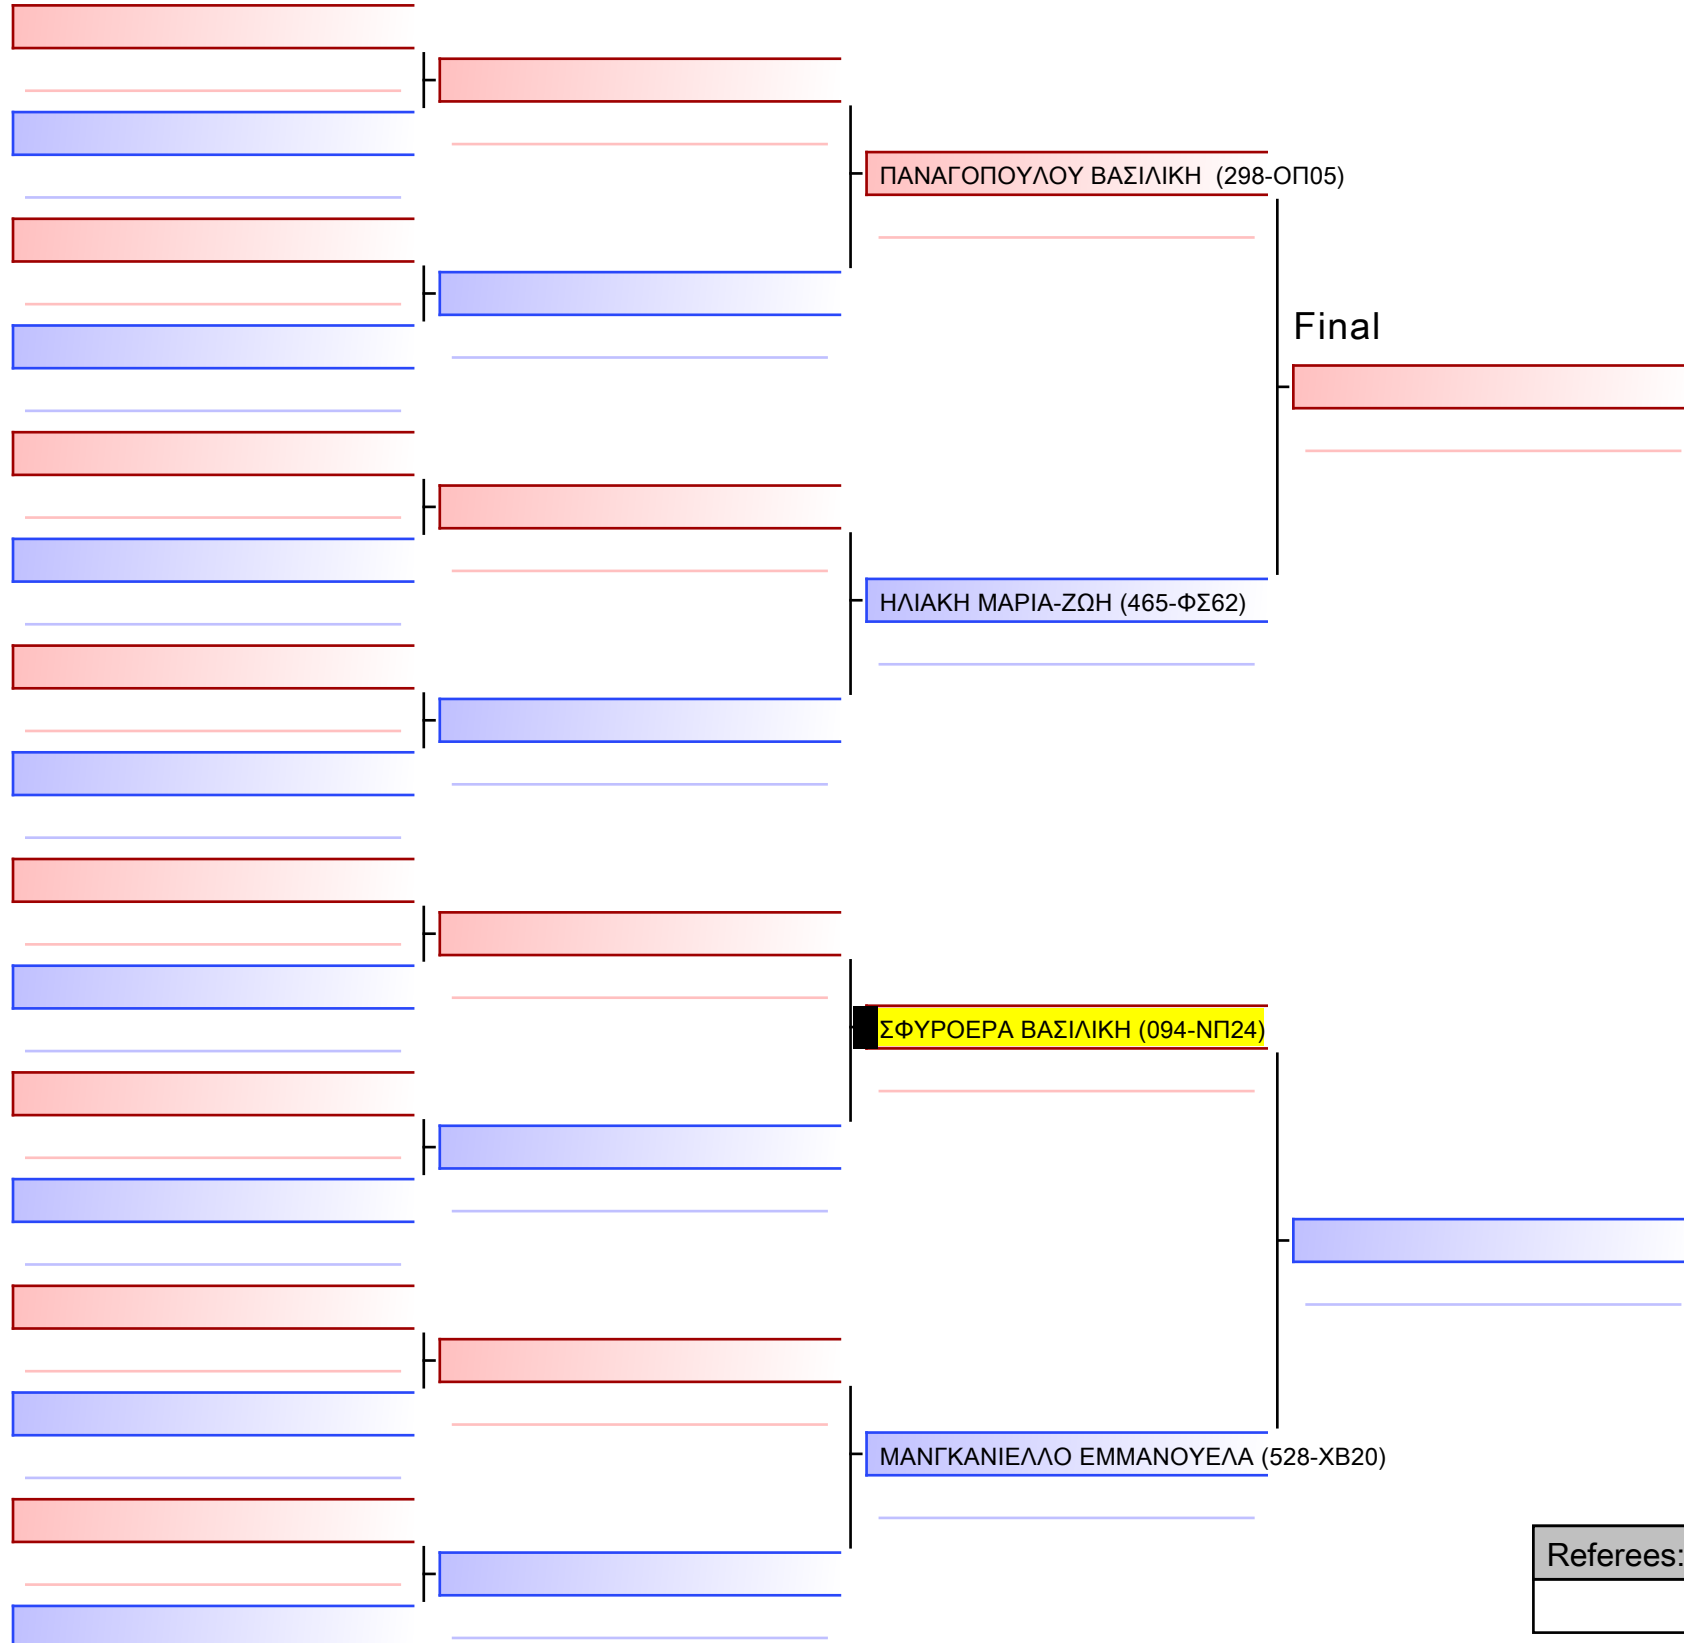 ΠΑΝΑΓΟΠΟΥΛΟΥ ΒΑΣΙΛΙΚΗ  (298-ΟΠ05)
Final
ΗΛΙΑΚΗ ΜΑΡΙΑ-ΖΩΗ (465-ΦΣ62)
ΣΦΥΡΟΕΡΑ ΒΑΣΙΛΙΚΗ (094-ΝΠ24)
ΜΑΝΓΚΑΝΙΕΛΛΟ ΕΜΜΑΝΟΥΕΛΑ (528-ΧΒ20)
Referees: